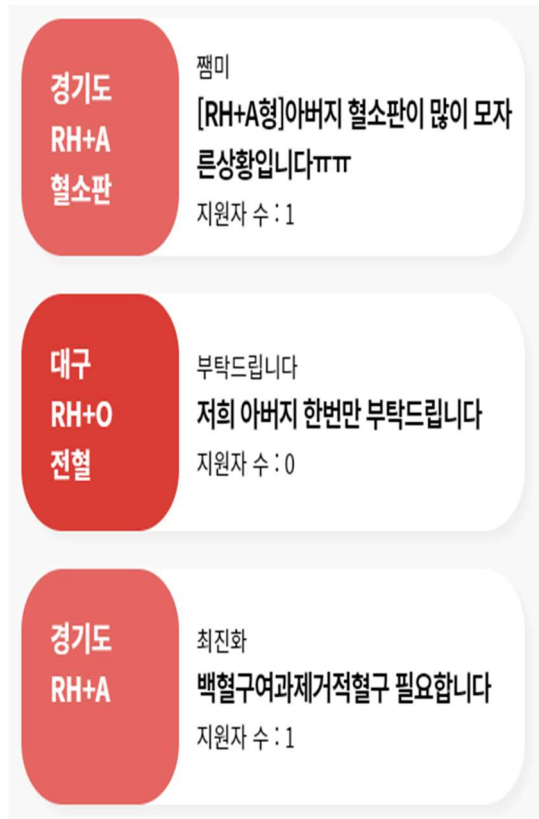 경기도
RH+A
혈소판
쨈미
[RH+A형]아버지 혈소판이 많이 모자
른상황입니다ㅠㅠ
지원자 수 : 1
대구
RH+O
전혈
부탁드립니다
저희 아버지 한번만 부탁드립니다
지원자 수 : 0
경기도
RH+A
최진화
백혈구여과제거적혈구 필요합니다
지원자 수 : 1